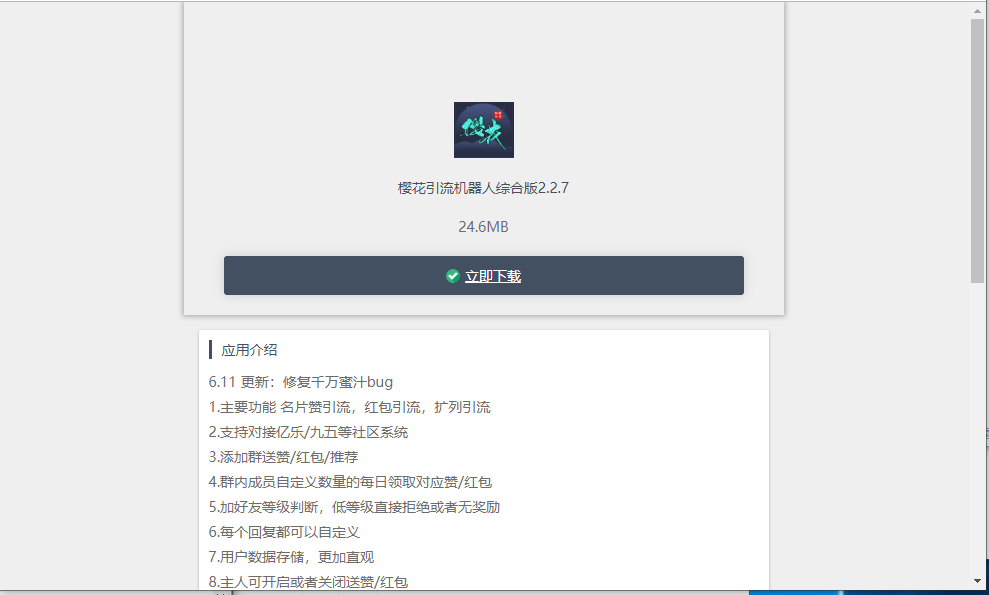 樱花
樱花引流机器人综合版2.2.7
24.6MB
立即下载
应用介绍
6.11 更新：修复千万蜜汁bug
1.主要功能 名片赞引流，红包引流，扩列引流
2.支持对接亿乐/九五等社区系统
3.添加群送赞/红包/推荐
4.群内成员自定义数量的每日领取对应赞/红包
5.加好友等级判断，低等级直接拒绝或者无奖励
6.每个回复都可以自定义
7.用户数据存储，更加直观
8.主人可开启或者关闭送赞/红包